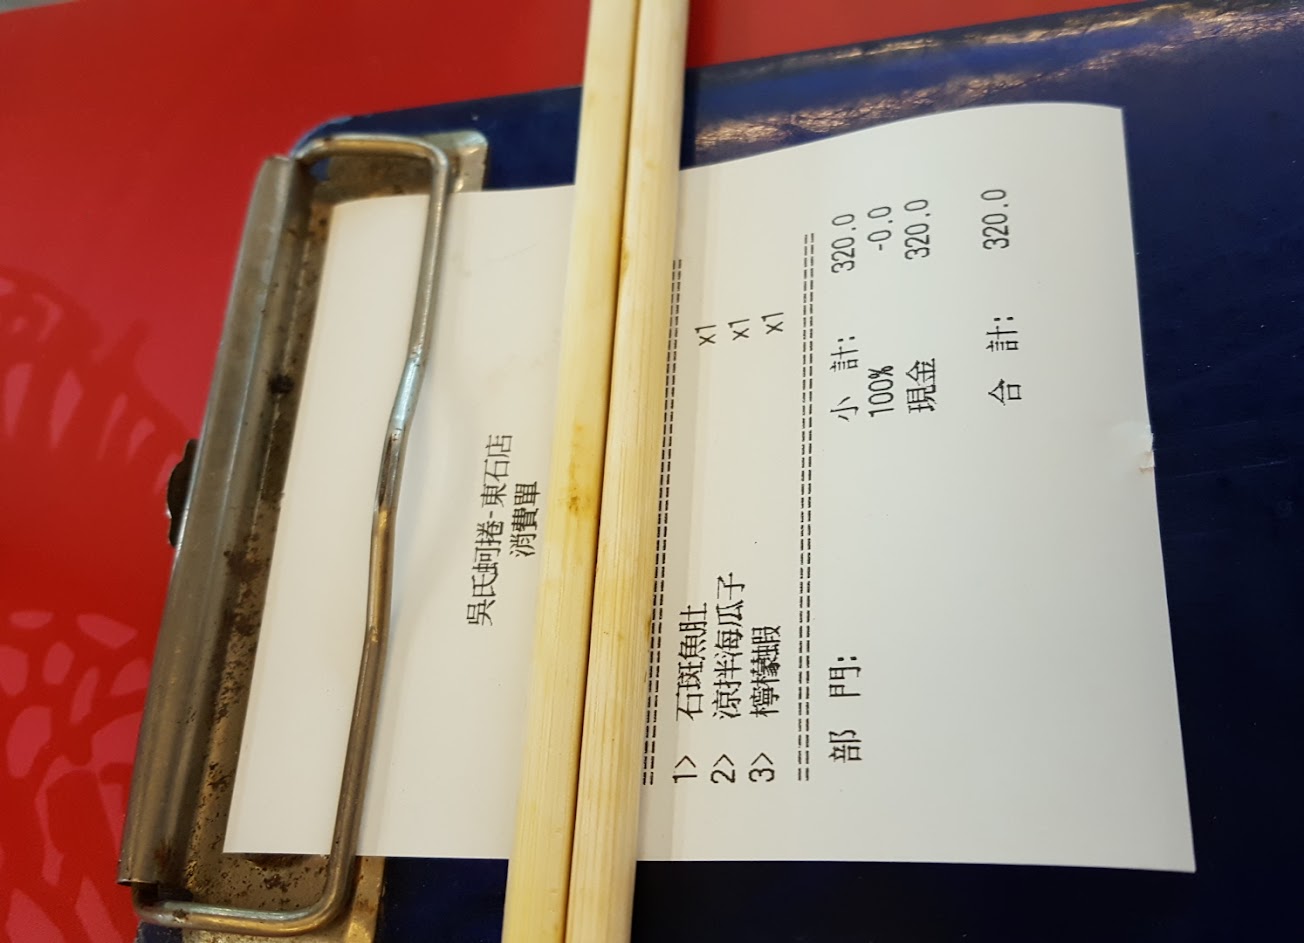 吳氏蚵捲-東石店
消費單
==================================
1> 石斑魚肚 x1
2> 涼拌海瓜子 x1
3> 檸檬蝦 x1
==================================
部 門: 小 計: 320.0
100% -0.0
現金 320.0
合 計: 320.0